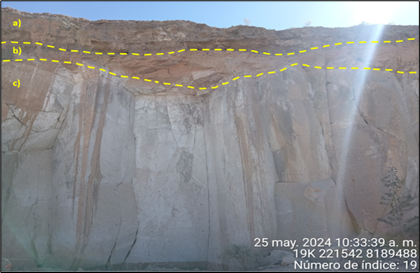 a)
b)
c)
25 may. 2024 10:33:39 a. m.
19K 221542 8189488
Número de índice: 19